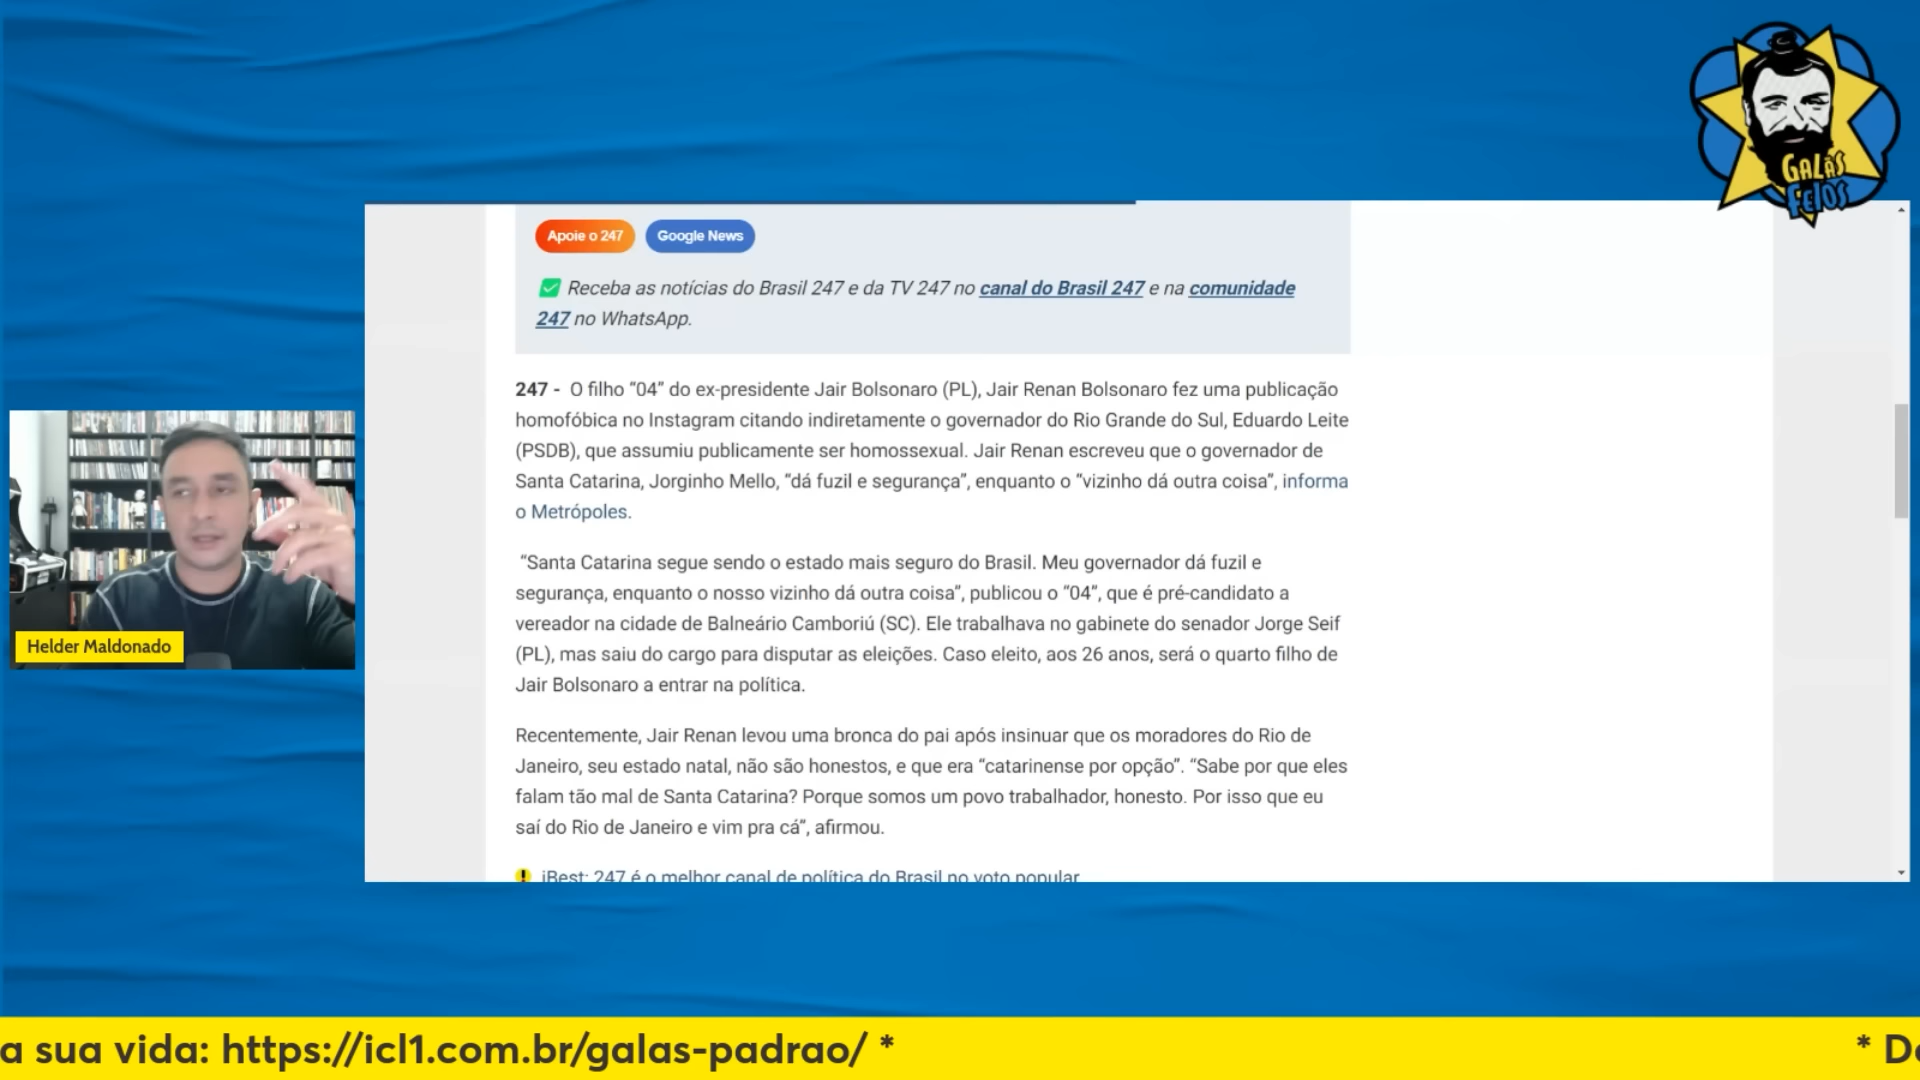 GALÃS
FEIOS
Apoie o 247
Google News
Receba as notícias do Brasil 247 e da TV 247 no canal do Brasil 247 e na comunidade
247 no WhatsApp.
247 - O filho “04” do ex-presidente Jair Bolsonaro (PL), Jair Renan Bolsonaro fez uma publicação
homofóbica no Instagram citando indiretamente o governador do Rio Grande do Sul, Eduardo Leite
(PSDB), que assumiu publicamente ser homossexual. Jair Renan escreveu que o governador de
Santa Catarina, Jorginho Mello, “dá fuzil e segurança”, enquanto o “vizinho dá outra coisa”, informa
o Metrópoles.
“Santa Catarina segue sendo o estado mais seguro do Brasil. Meu governador dá fuzil e
segurança, enquanto o nosso vizinho dá outra coisa”, publicou o “04”, que é pré-candidato a
vereador na cidade de Balneário Camboriú (SC). Ele trabalhava no gabinete do senador Jorge Seif
(PL), mas saiu do cargo para disputar as eleições. Caso eleito, aos 26 anos, será o quarto filho de
Jair Bolsonaro a entrar na política.
Recentemente, Jair Renan levou uma bronca do pai após insinuar que os moradores do Rio de
Janeiro, seu estado natal, não são honestos, e que era “catarinense por opção”. “Sabe por que eles
falam tão mal de Santa Catarina? Porque somos um povo trabalhador, honesto. Por isso que eu
saí do Rio de Janeiro e vim pra cá”, afirmou.
iBest: 247 é o melhor canal de política do Brasil no voto popular
Helder Maldonado
a sua vida: https://icl1.com.br/galas-padrao/ * * De